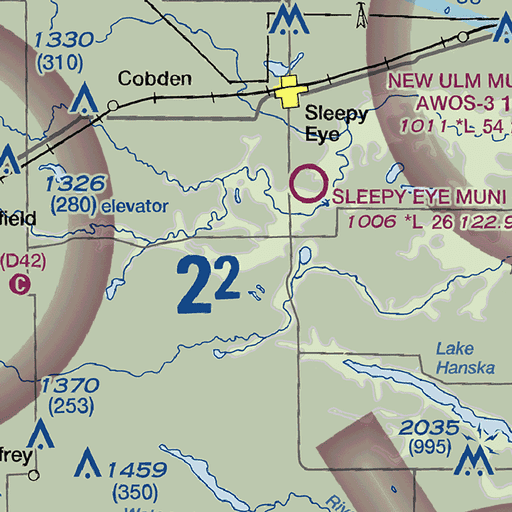 1330
(310)
Cobden
NEW ULM MU
AWOS-3 1
1011 *L 54
Sleepy
Eye
1326
(280) elevator
SLEEPY EYE MUNI
1006 *L 26 122.9
field
(D42)
C
22
Lake
Hanska
1370
(253)
2035
(995)
frey
1459
(350)
River